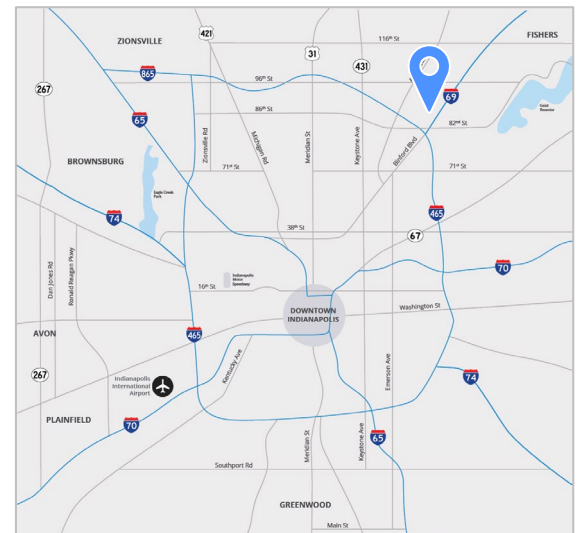 421
116th St
FISHERS
ZIONSVILLE
31
431
865
96th St
267
69
86th St
82nd St
65
Zionsville Rd
Michigan Rd
Meridian St
Keystone Ave
Binford Blvd
BROWNSBURG
71st St
71st St
Eagle Creek
Park
74
465
38th St
67
Dan Jones Rd
Ronald Reagan Pkwy
Indianapolis
Motor
Speedway
70
16th St
DOWNTOWN
INDIANAPOLIS
Washington St
AVON
465
267
Kentucky Ave
Emerson Ave
74
Indianapolis
International
Airport
PLAINFIELD
70
Meridian St
Keystone Ave
65
Southport Rd
GREENWOOD
Main St